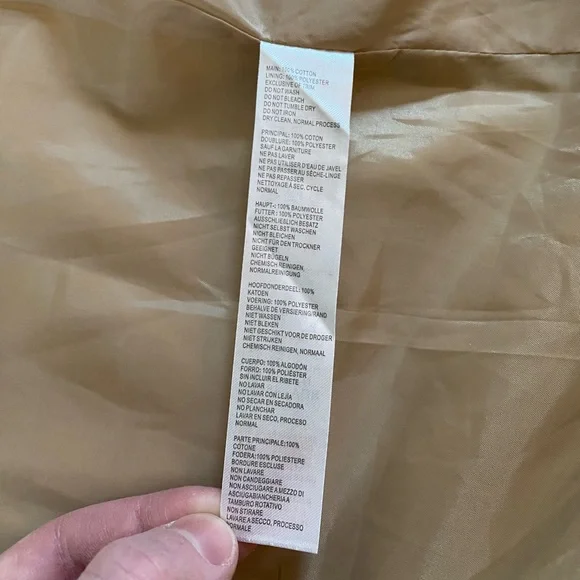 MAIN: 100% COTTON
LINING: 100% POLYESTER
EXCLUSIVE OF TRIM
DO NOT WASH
DO NOT BLEACH
DO NOT TUMBLE DRY
DO NOT IRON
DRY CLEAN, NORMAL PROCESS
PRINCIPAL: 100% COTON
DOUBLURE: 100% POLYESTER
SAUF LA GARNITURE
NE PAS LAVER
NE PAS UTILISER D'EAU DE JAVEL
NE PAS PASSER AU SÈCHE-LINGE
NE PAS REPASSER
NETTOYAGE À SEC, CYCLE
NORMAL
HAUPT-: 100% BAUMWOLLE
FUTTER : 100% POLYESTER
AUSSCHLIEßLICH BESATZ
NICHT SELBST WASCHEN
NICHT BLEICHEN
NICHT FÜR DEN TROCKNER
GEEIGNET
NICHT BÜGELN
CHEMISCH REINIGEN,
NORMALREINIGUNG
HOOFDONDERDEEL: 100%
KATOEN
VOERING: 100% POLYESTER
BEHALVE DE VERSIERING/RAND
NIET WASSEN
NIET BLEKEN
NIET GESCHIKT VOOR DE DROGER
NIET STRIJKEN
CHEMISCH REINIGEN, NORMAAL
CUERPO: 100% ALGODÓN
FORRO: 100% POLIÉSTER
SIN INCLUIR EL RIBETE
NO LAVAR
NO LAVAR CON LEJÍA
NO SECAR EN SECADORA
NO PLANCHAR
LAVAR EN SECO, PROCESO
NORMAL
PARTE PRINCIPALE: 100%
COTONE
FODERA: 100% POLIESTERE
BORDURE ESCLUSE
NON LAVARE
NON CANDEGGIARE
NON ASCIUGARE A MEZZO DI
ASCIUGABIANCHERIA A
TAMBURO ROTATIVO
NON STIRARE
LAVARE A SECCO, PROCESSO
NORMALE